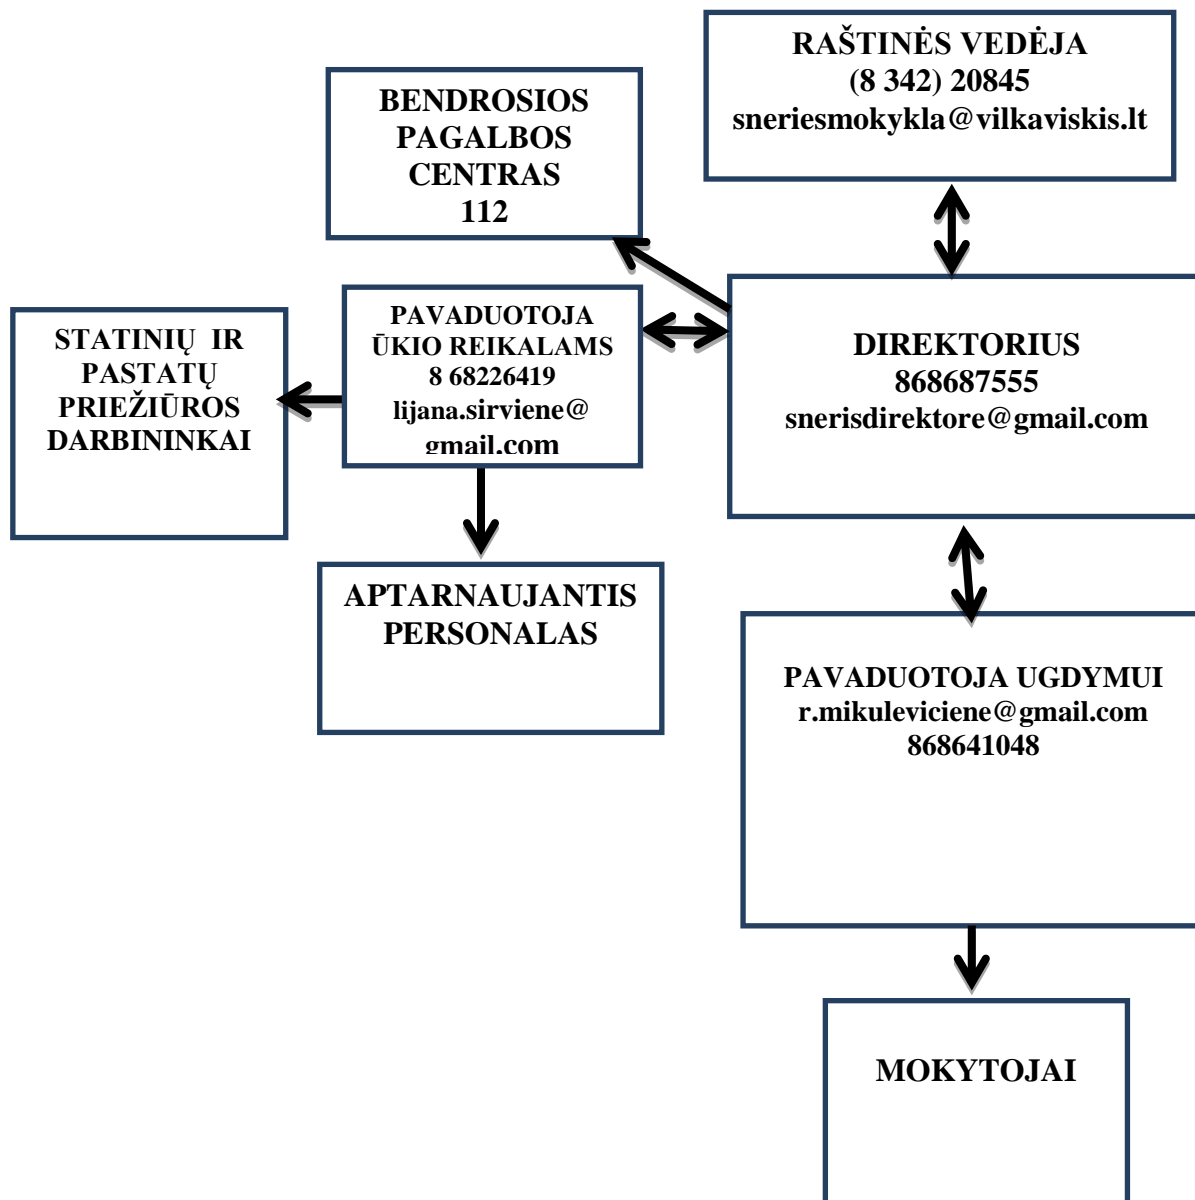 RAŠTINĖS VEDĖJA
(8 342) 20845
sneriesmokykla@vilkaviskis.lt
BENDROSIOS
PAGALBOS
CENTRAS
112
STATINIŲ IR
PASTATŲ
PRIEŽIŪROS
DARBININKAI
PAVADUOTOJA
ŪKIO REIKALAMS
8 68226419
lijana.sirviene@
gmail.com
DIREKTORIUS
868687555
snerisdirektore@gmail.com
APTARNAUJANTIS
PERSONALAS
PAVADUOTOJA UGDYMUI
r.mikuleviciene@gmail.com
868641048
MOKYTOJAI